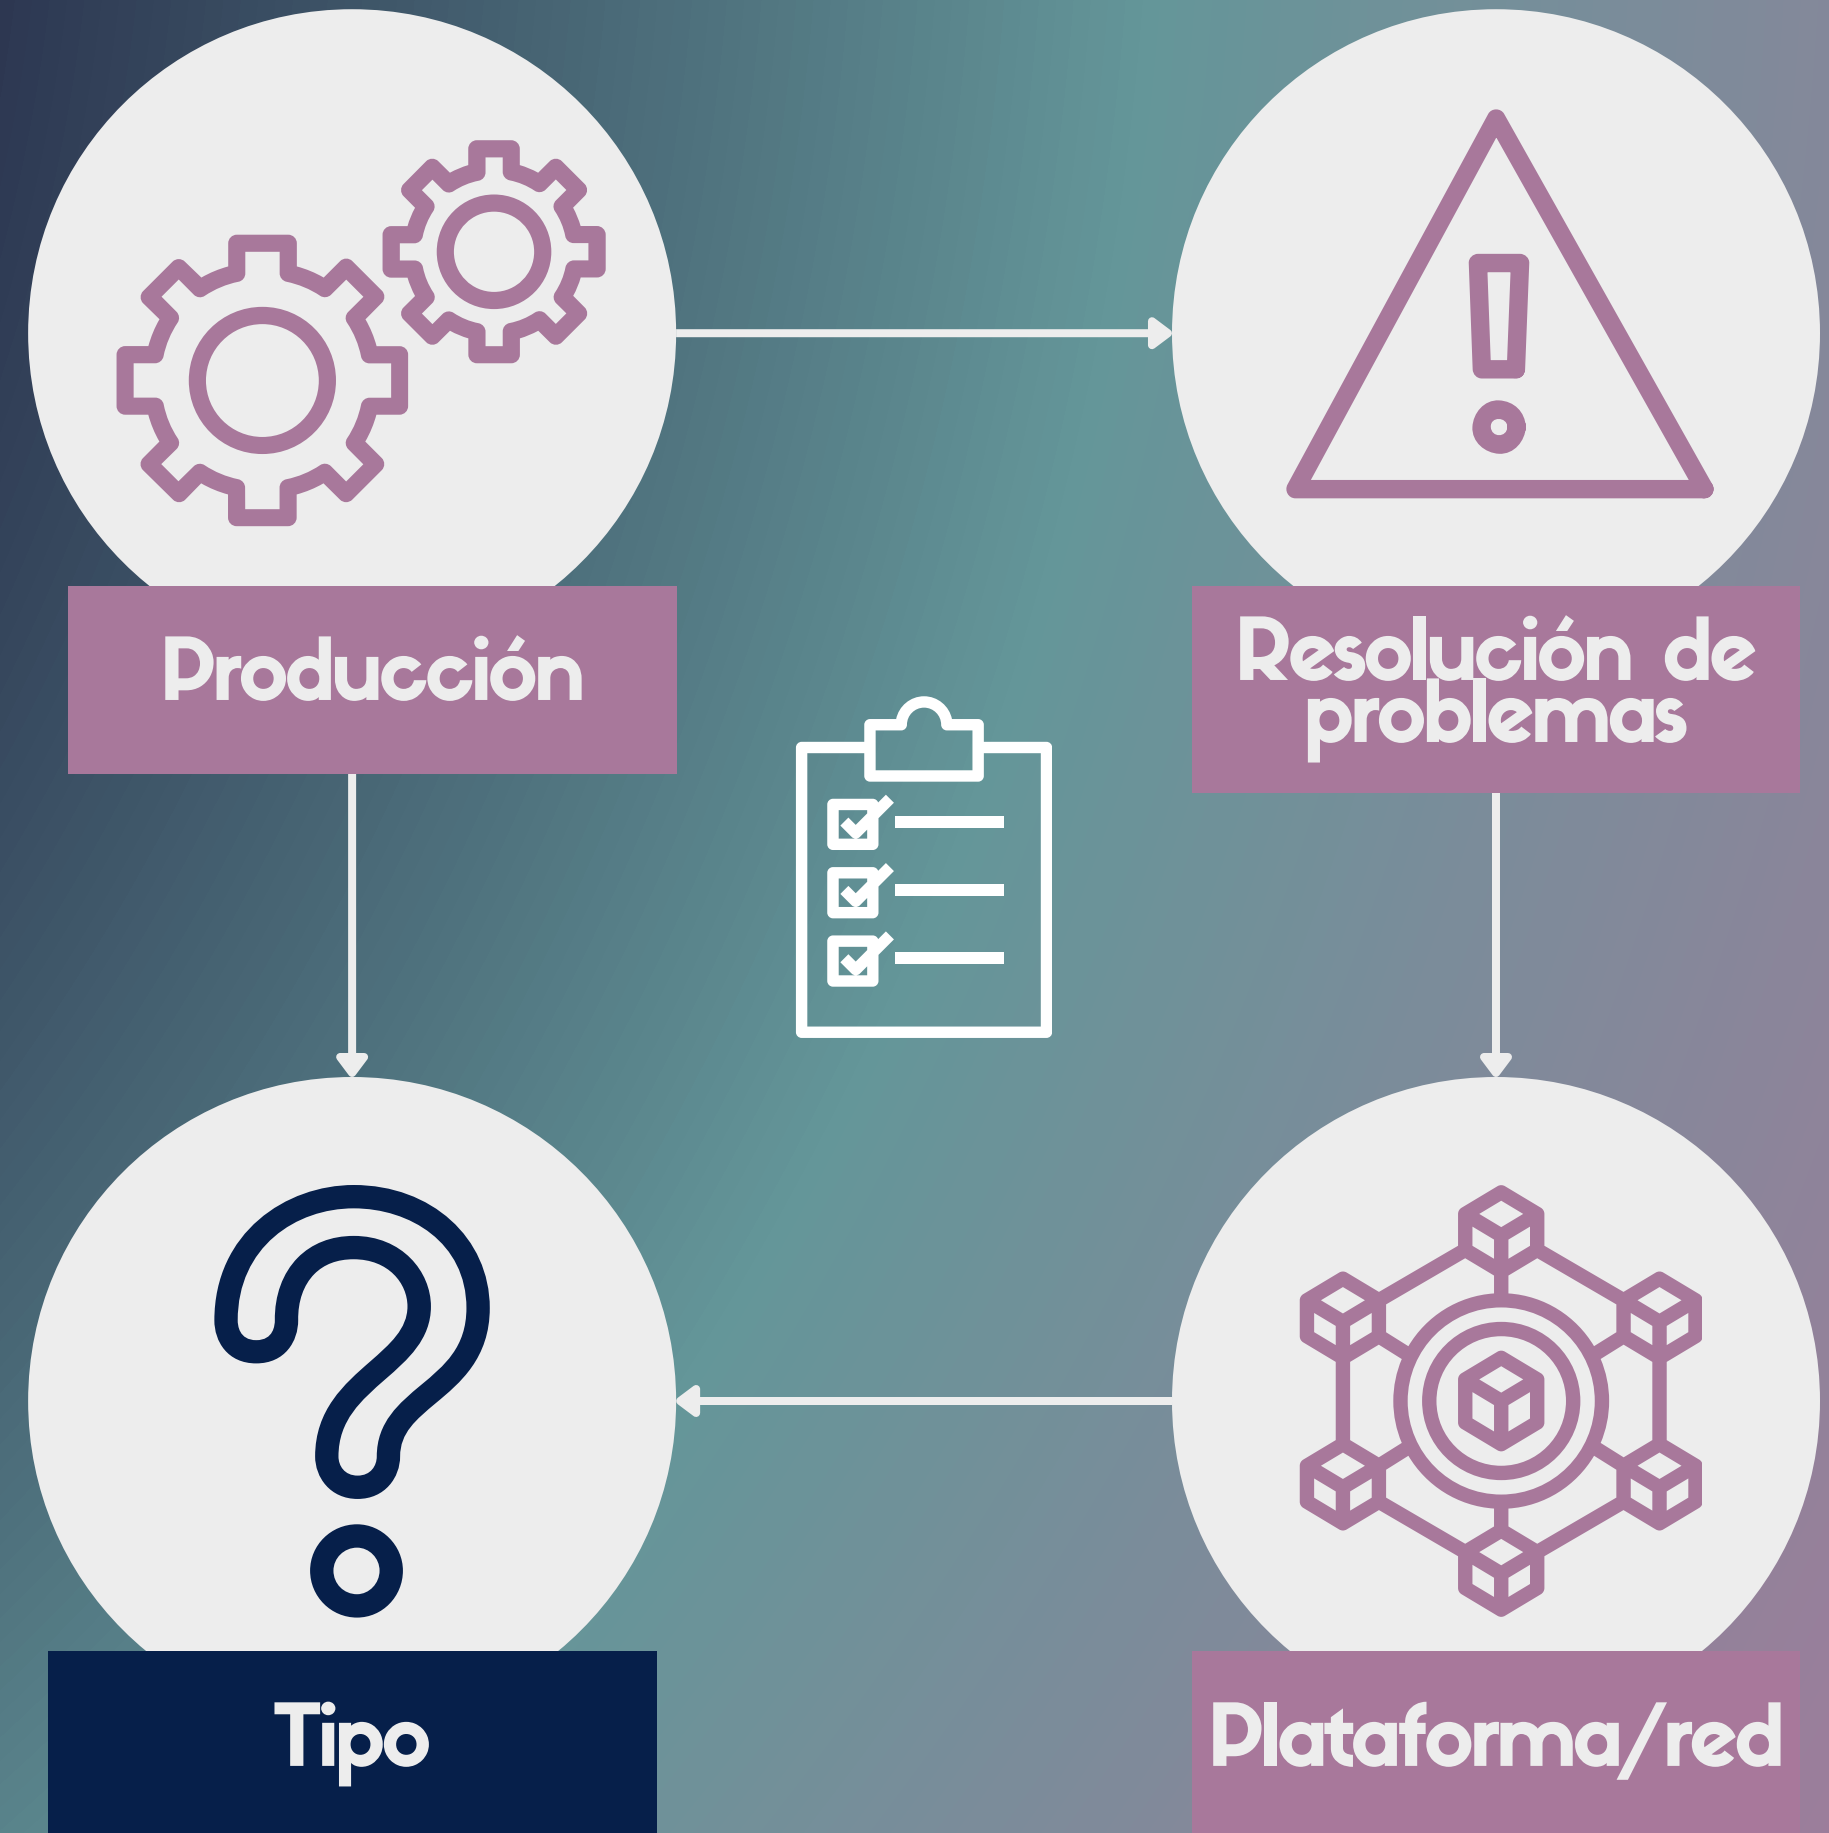 Producción
Resolución de
problemas
Tipo
Plataforma/red